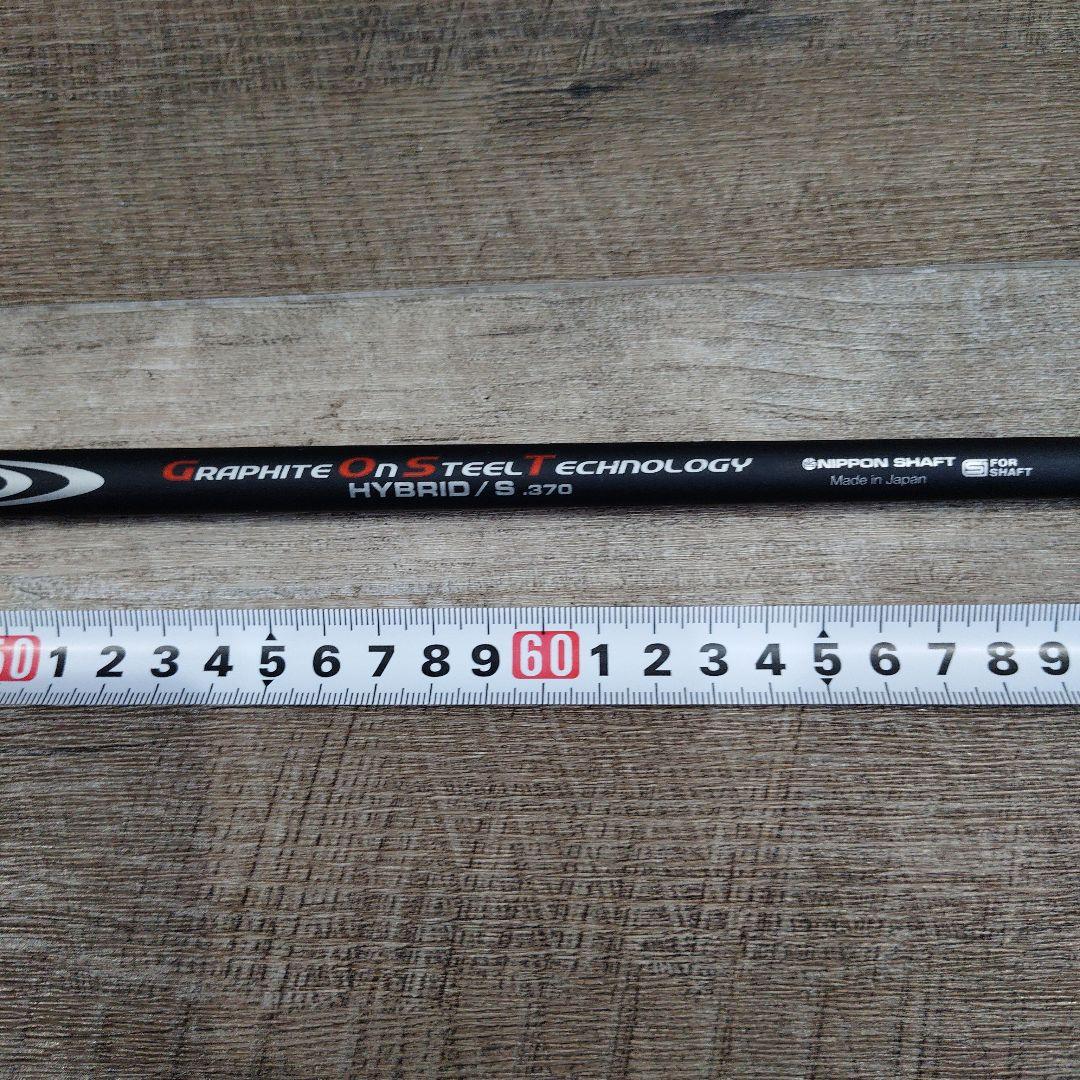 GRAPHITE ON STEEL TECHNOLOGY
HYBRID/S .370
NIPPON SHAFT
Made in Japan
S FOR SHAFT
0 1 2 3 4 5 6 7 8 9 60 1 2 3 4 5 6 7 8 9